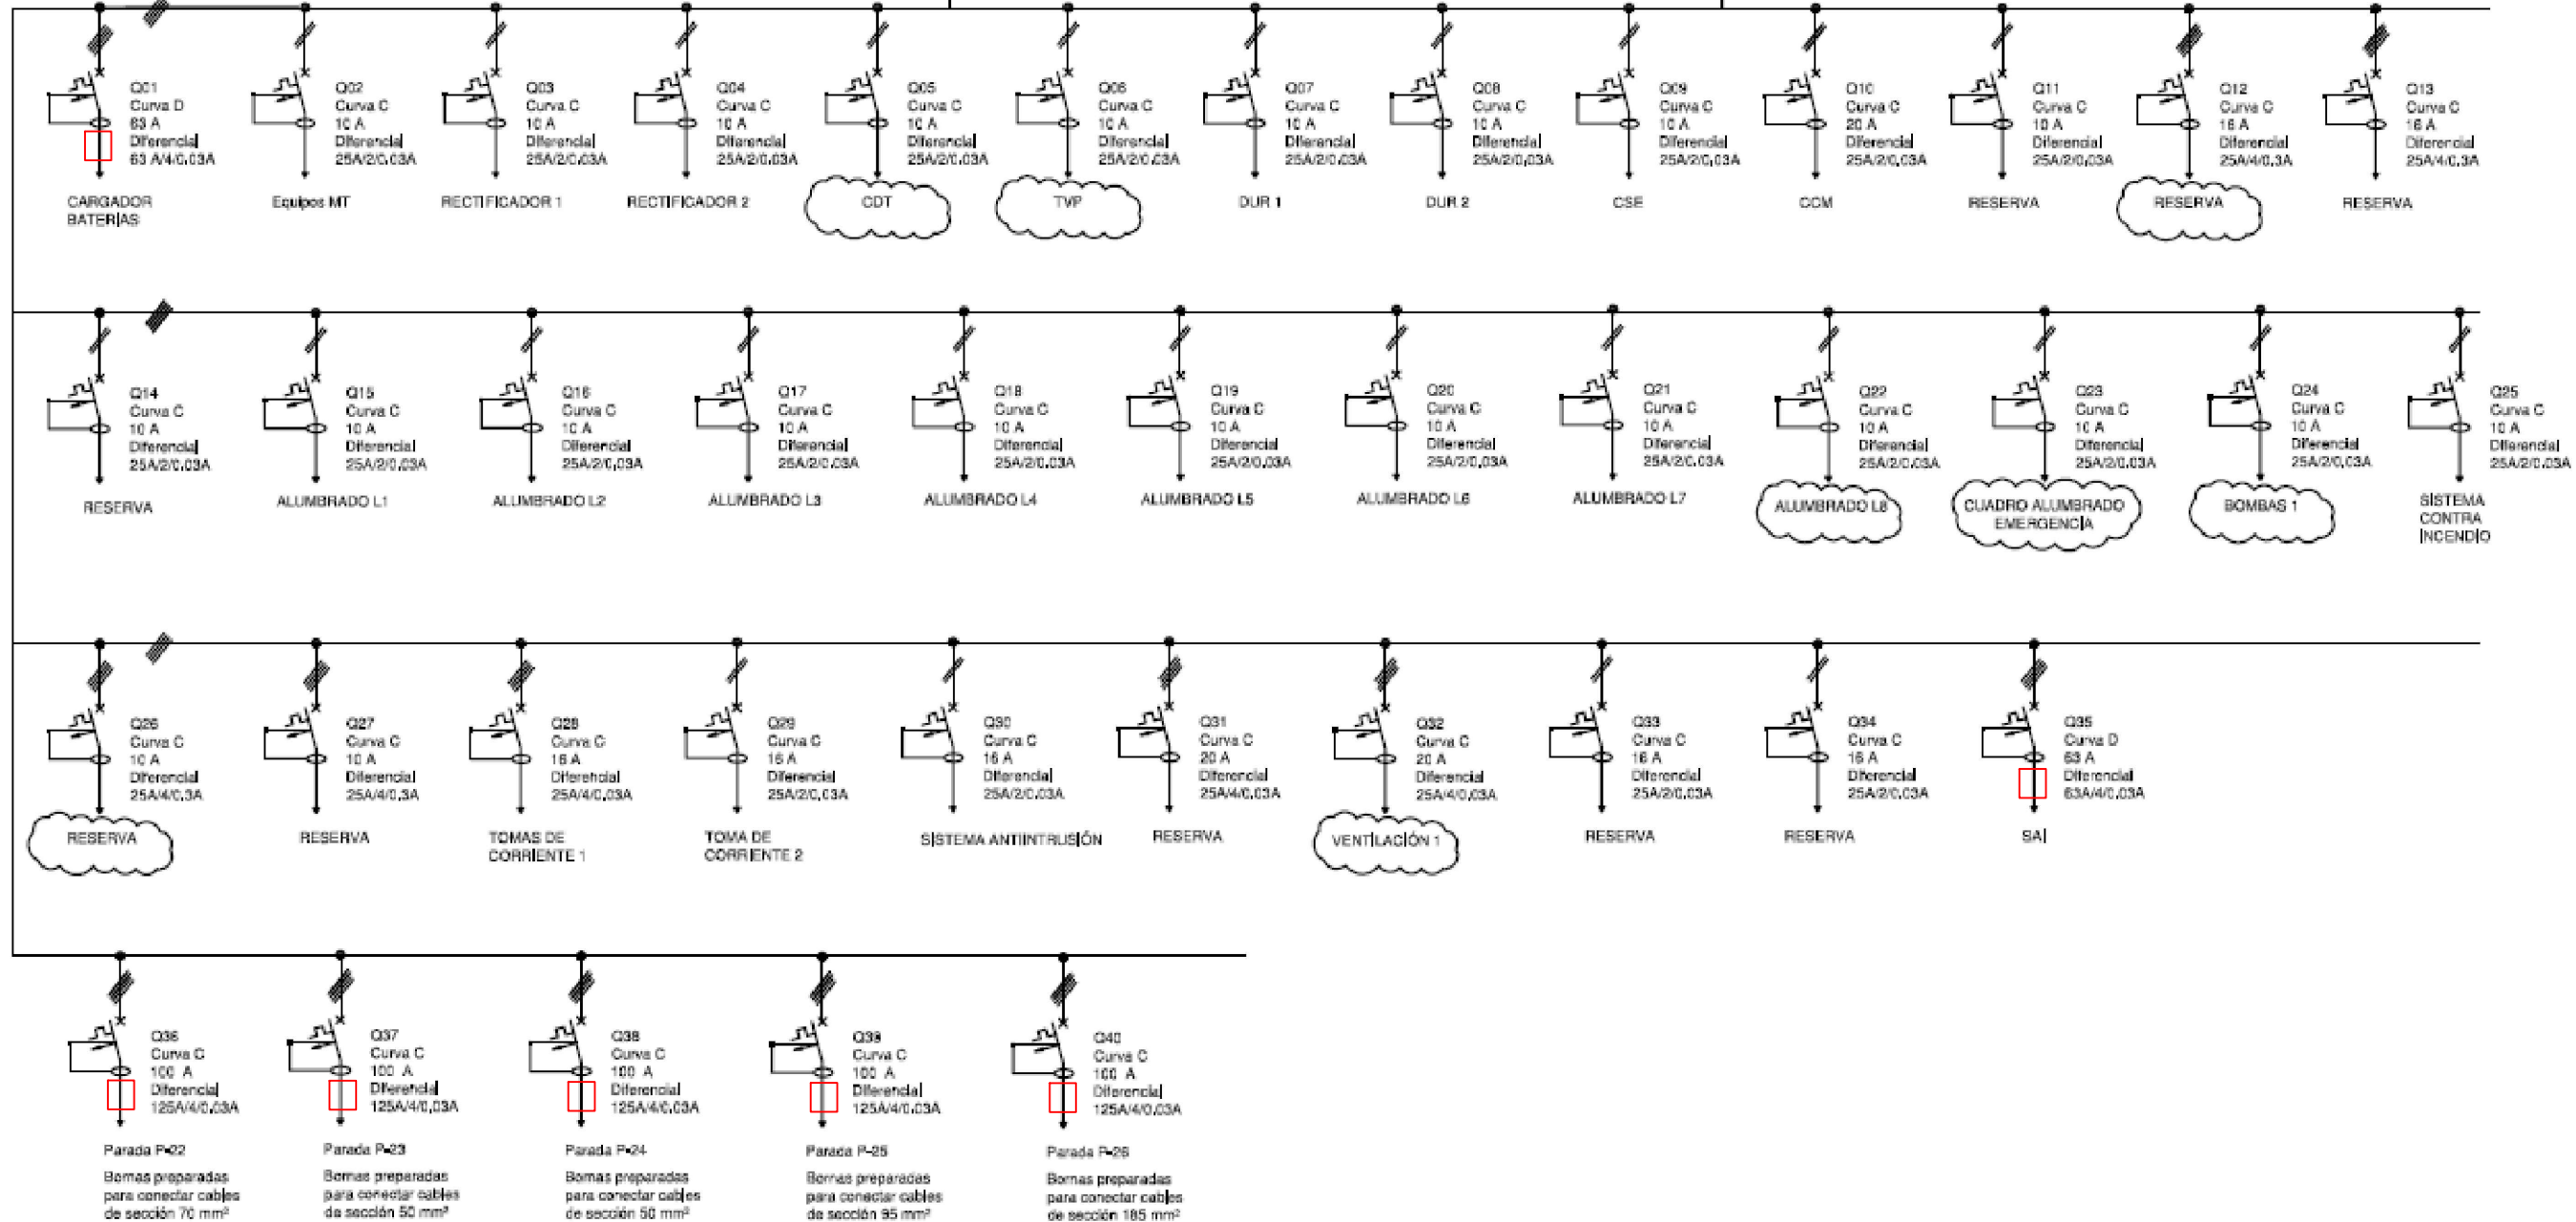 Q01
Curva D
63 A
Diferencial
63 A/4/0,03A
CARGADOR
BATERÍAS
Q02
Curva C
10 A
Diferencial
25A/2/0,03A
Equipos MT
Q03
Curva C
10 A
Diferencial
25A/2/0,03A
RECTIFICADOR 1
Q04
Curva C
10 A
Diferencial
25A/2/0,03A
RECTIFICADOR 2
Q05
Curva C
10 A
Diferencial
25A/2/0,03A
CDT
Q06
Curva C
10 A
Diferencial
25A/2/0,03A
TVP
Q07
Curva C
10 A
Diferencial
25A/2/0,03A
DUR 1
Q08
Curva C
10 A
Diferencial
25A/2/0,03A
DUR 2
Q09
Curva C
10 A
Diferencial
25A/2/0,03A
CSE
Q10
Curva C
20 A
Diferencial
25A/2/0,03A
CCM
Q11
Curva C
10 A
Diferencial
25A/2/0,03A
RESERVA
Q12
Curva C
16 A
Diferencial
25A/4/0,3A
RESERVA
Q13
Curva C
16 A
Diferencial
25A/4/0,3A
RESERVA
Q14
Curva C
10 A
Diferencial
25A/2/0,03A
RESERVA
Q15
Curva C
10 A
Diferencial
25A/2/0,03A
ALUMBRADO L1
Q16
Curva C
10 A
Diferencial
25A/2/0,03A
ALUMBRADO L2
Q17
Curva C
10 A
Diferencial
25A/2/0,03A
ALUMBRADO L3
Q18
Curva C
10 A
Diferencial
25A/2/0,03A
ALUMBRADO L4
Q19
Curva C
10 A
Diferencial
25A/2/0,03A
ALUMBRADO L5
Q20
Curva C
10 A
Diferencial
25A/2/0,03A
ALUMBRADO L6
Q21
Curva C
10 A
Diferencial
25A/2/0,03A
ALUMBRADO L7
Q22
Curva C
10 A
Diferencial
25A/2/0,03A
ALUMBRADO L8
Q23
Curva C
10 A
Diferencial
25A/2/0,03A
CUADRO ALUMBRADO
EMERGENCIA
Q24
Curva C
10 A
Diferencial
25A/2/0,03A
BOMBAS 1
Q25
Curva C
10 A
Diferencial
25A/2/0,03A
SISTEMA
CONTRA
INCENDIO
Q26
Curva C
10 A
Diferencial
25A/4/0,3A
RESERVA
Q27
Curva C
10 A
Diferencial
25A/4/0,3A
RESERVA
Q28
Curva C
16 A
Diferencial
25A/4/0,03A
TOMAS DE
CORRIENTE 1
Q29
Curva C
16 A
Diferencial
25A/2/0,03A
TOMA DE
CORRIENTE 2
Q30
Curva C
16 A
Diferencial
25A/2/0,03A
SISTEMA ANTIINTRUSIÓN
Q31
Curva C
20 A
Diferencial
25A/4/0,03A
RESERVA
Q32
Curva C
20 A
Diferencial
25A/4/0,03A
VENTILACIÓN 1
Q33
Curva C
16 A
Diferencial
25A/2/0,03A
RESERVA
Q34
Curva C
16 A
Diferencial
25A/2/0,03A
RESERVA
Q35
Curva D
63 A
Diferencial
63A/4/0,03A
SAI
Q36
Curva C
100 A
Diferencial
125A/4/0,03A
Parada P-22
Bornas preparadas
para conectar cables
de sección 70 mm²
Q37
Curva C
100 A
Diferencial
125A/4/0,03A
Parada P-23
Bornas preparadas
para conectar cables
de sección 50 mm²
Q38
Curva C
100 A
Diferencial
125A/4/0,03A
Parada P-24
Bornas preparadas
para conectar cables
de sección 50 mm²
Q39
Curva C
100 A
Diferencial
125A/4/0,03A
Parada P-25
Bornas preparadas
para conectar cables
de sección 95 mm²
Q40
Curva C
100 A
Diferencial
125A/4/0,03A
Parada P-26
Bornas preparadas
para conectar cables
de sección 185 mm²